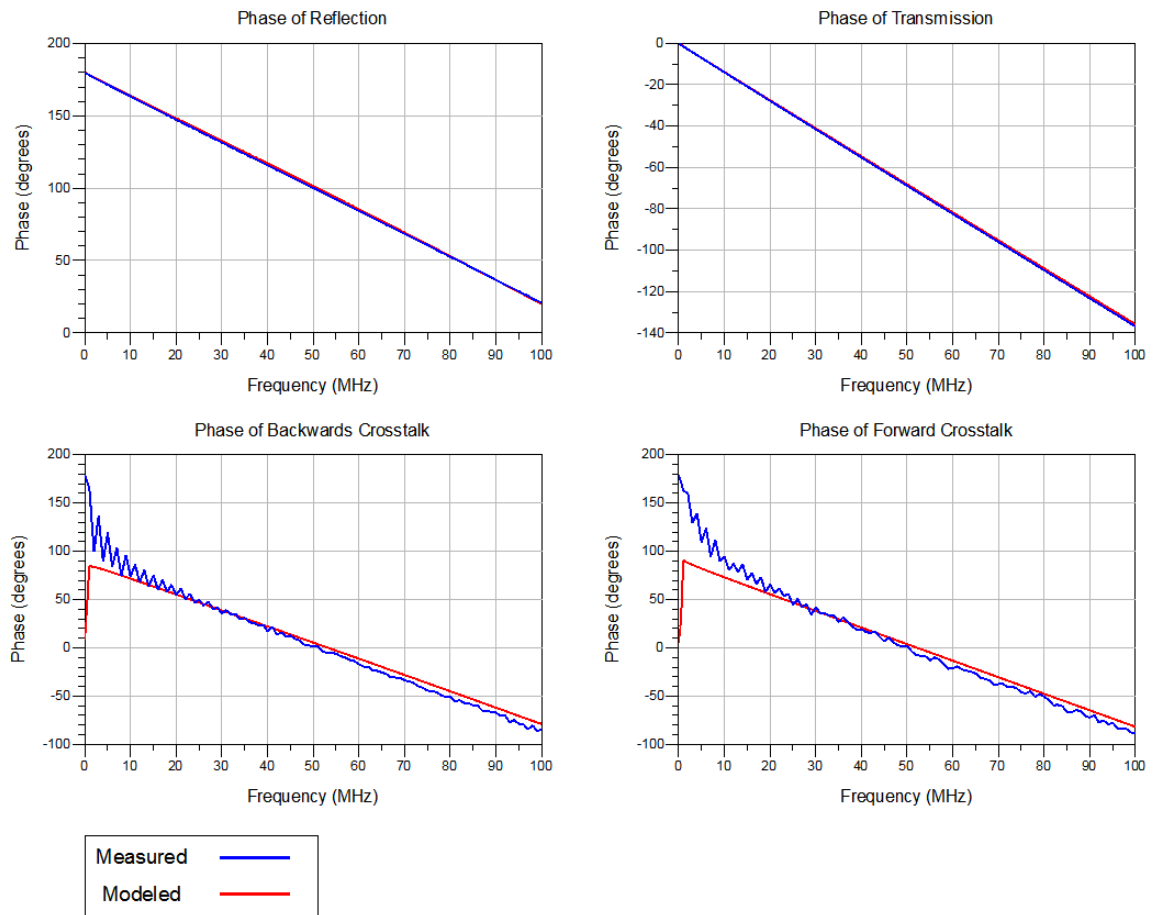 Phase of Reflection
Phase (degrees)
200
150
100
50
0
0 10 20 30 40 50 60 70 80 90 100
Frequency (MHz)
Phase of Transmission
Phase (degrees)
0
-20
-40
-60
-80
-100
-120
-140
0 10 20 30 40 50 60 70 80 90 100
Frequency (MHz)
Phase of Backwards Crosstalk
Phase (degrees)
200
150
100
50
0
-50
-100
0 10 20 30 40 50 60 70 80 90 100
Frequency (MHz)
Phase of Forward Crosstalk
Phase (degrees)
200
150
100
50
0
-50
-100
0 10 20 30 40 50 60 70 80 90 100
Frequency (MHz)
Measured
Modeled